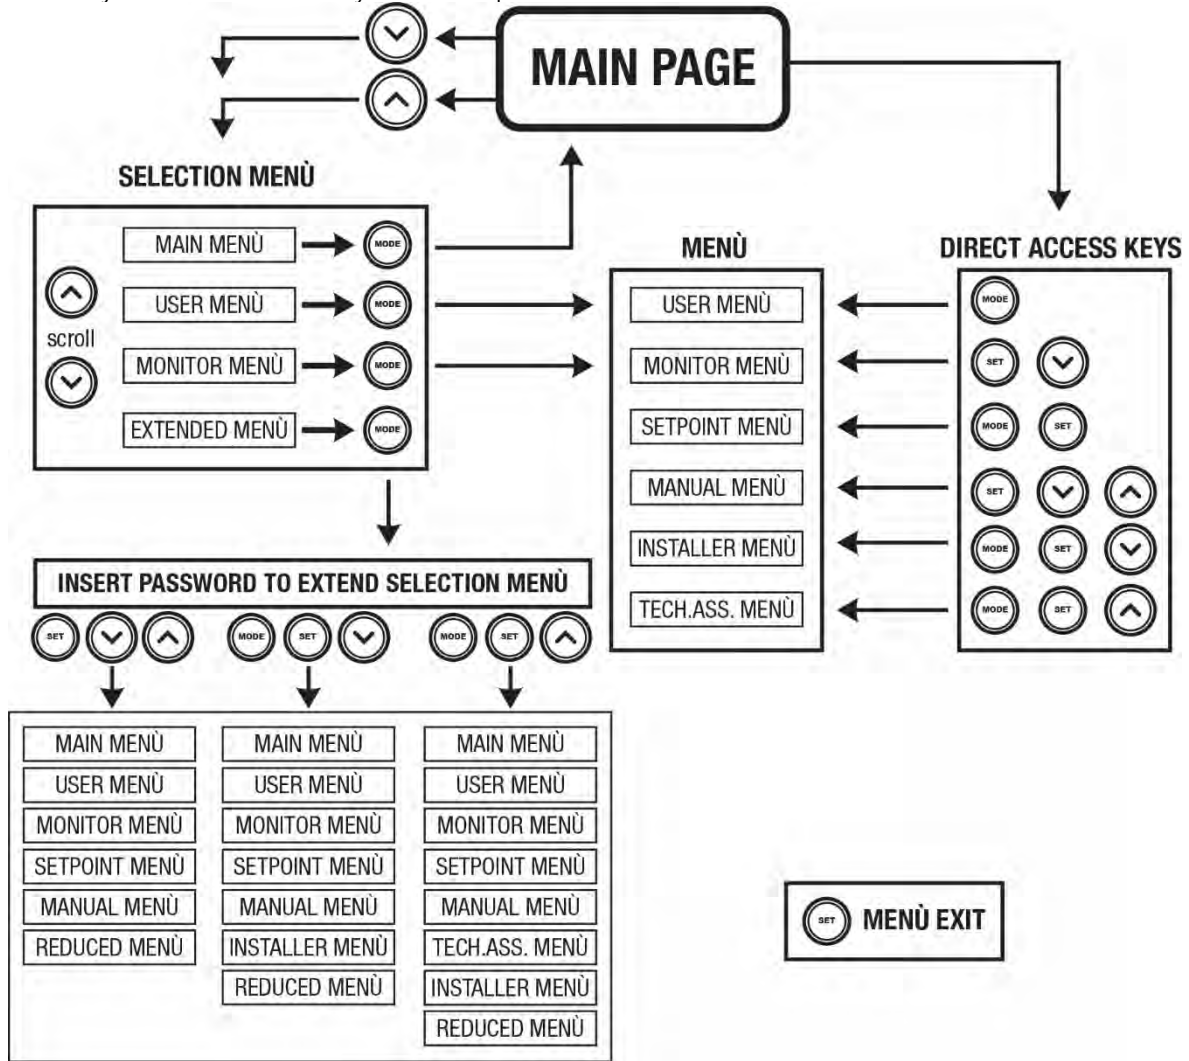 MAIN PAGE
SELECTION MENÙ
MAIN MENÙ MODE
USER MENÙ MODE
scroll
MONITOR MENÙ MODE
EXTENDED MENÙ MODE
MENÙ
USER MENÙ
MONITOR MENÙ
SETPOINT MENÙ
MANUAL MENÙ
INSTALLER MENÙ
TECH.ASS. MENÙ
DIRECT ACCESS KEYS
MODE
SET
MODE SET
SET
MODE SET
MODE SET
INSERT PASSWORD TO EXTEND SELECTION MENÙ
SET MODE SET MODE SET
MAIN MENÙ
USER MENÙ
MONITOR MENÙ
SETPOINT MENÙ
MANUAL MENÙ
REDUCED MENÙ
MAIN MENÙ
USER MENÙ
MONITOR MENÙ
SETPOINT MENÙ
MANUAL MENÙ
INSTALLER MENÙ
REDUCED MENÙ
MAIN MENÙ
USER MENÙ
MONITOR MENÙ
SETPOINT MENÙ
MANUAL MENÙ
TECH.ASS. MENÙ
INSTALLER MENÙ
REDUCED MENÙ
SET MENÙ EXIT